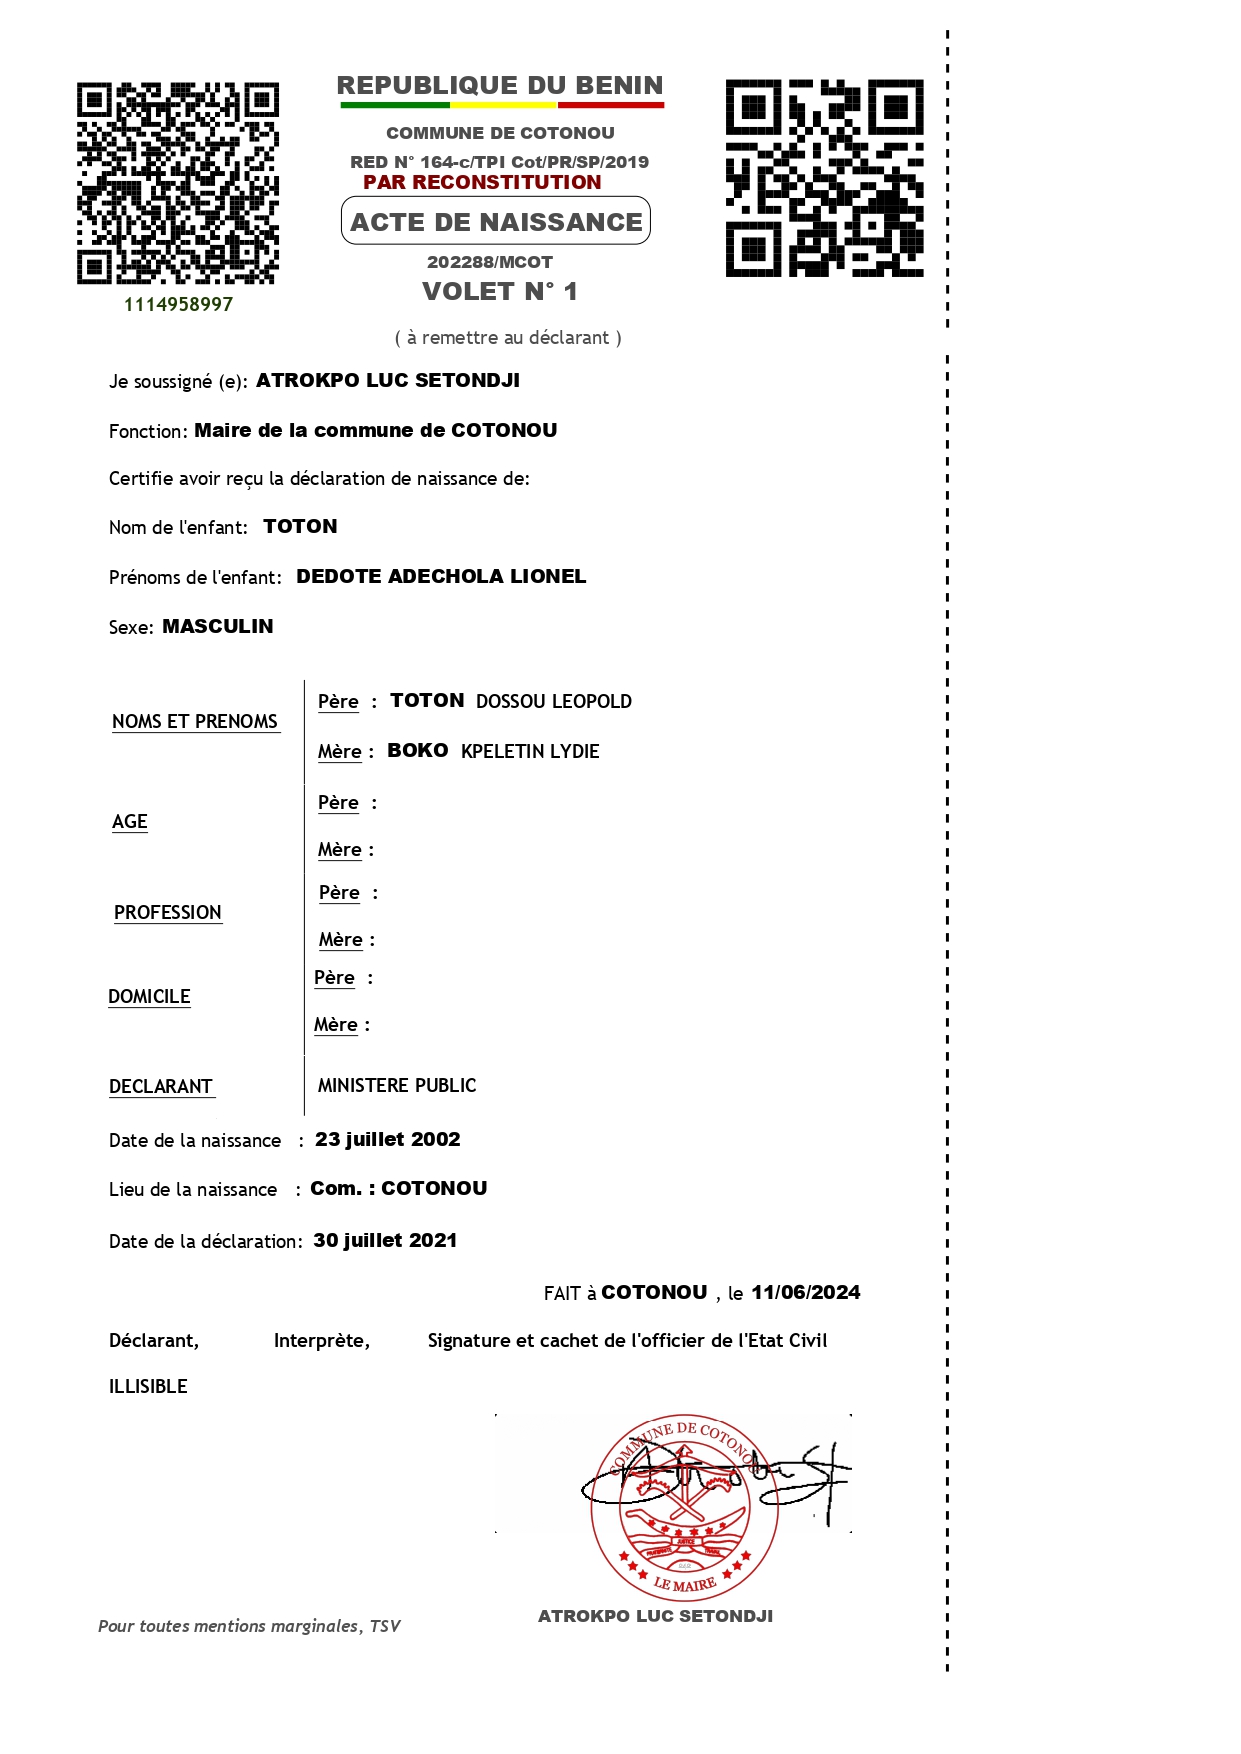 REPUBLIQUE DU BENIN
COMMUNE DE COTONOU
RED N° 164-c/TPI Cot/PR/SP/2019
PAR RECONSTITUTION
ACTE DE NAISSANCE
202288/MCOT
VOLET N° 1
1114958997
( à remettre au déclarant )
Je soussigné (e): ATROKPO LUC SETONDJI
Fonction: Maire de la commune de COTONOU
Certifie avoir reçu la déclaration de naissance de:
Nom de l'enfant: TOTON
Prénoms de l'enfant: DEDOTE ADECHOLA LIONEL
Sexe: MASCULIN
NOMS ET PRENOMS
Père : TOTON DOSSOU LEOPOLD
Mère : BOKO KPELETIN LYDIE
AGE
Père :
Mère :
PROFESSION
Père :
Mère :
DOMICILE
Père :
Mère :
DECLARANT
MINISTERE PUBLIC
Date de la naissance : 23 juillet 2002
Lieu de la naissance : Com. : COTONOU
Date de la déclaration: 30 juillet 2021
FAIT à COTONOU , le 11/06/2024
Déclarant, Interprète, Signature et cachet de l'officier de l'Etat Civil
ILLISIBLE
COMMUNE DE COTONOU
JUSTICE
FRATERNITE TRAVAIL
LE MAIRE
ATROKPO LUC SETONDJI
Pour toutes mentions marginales, TSV